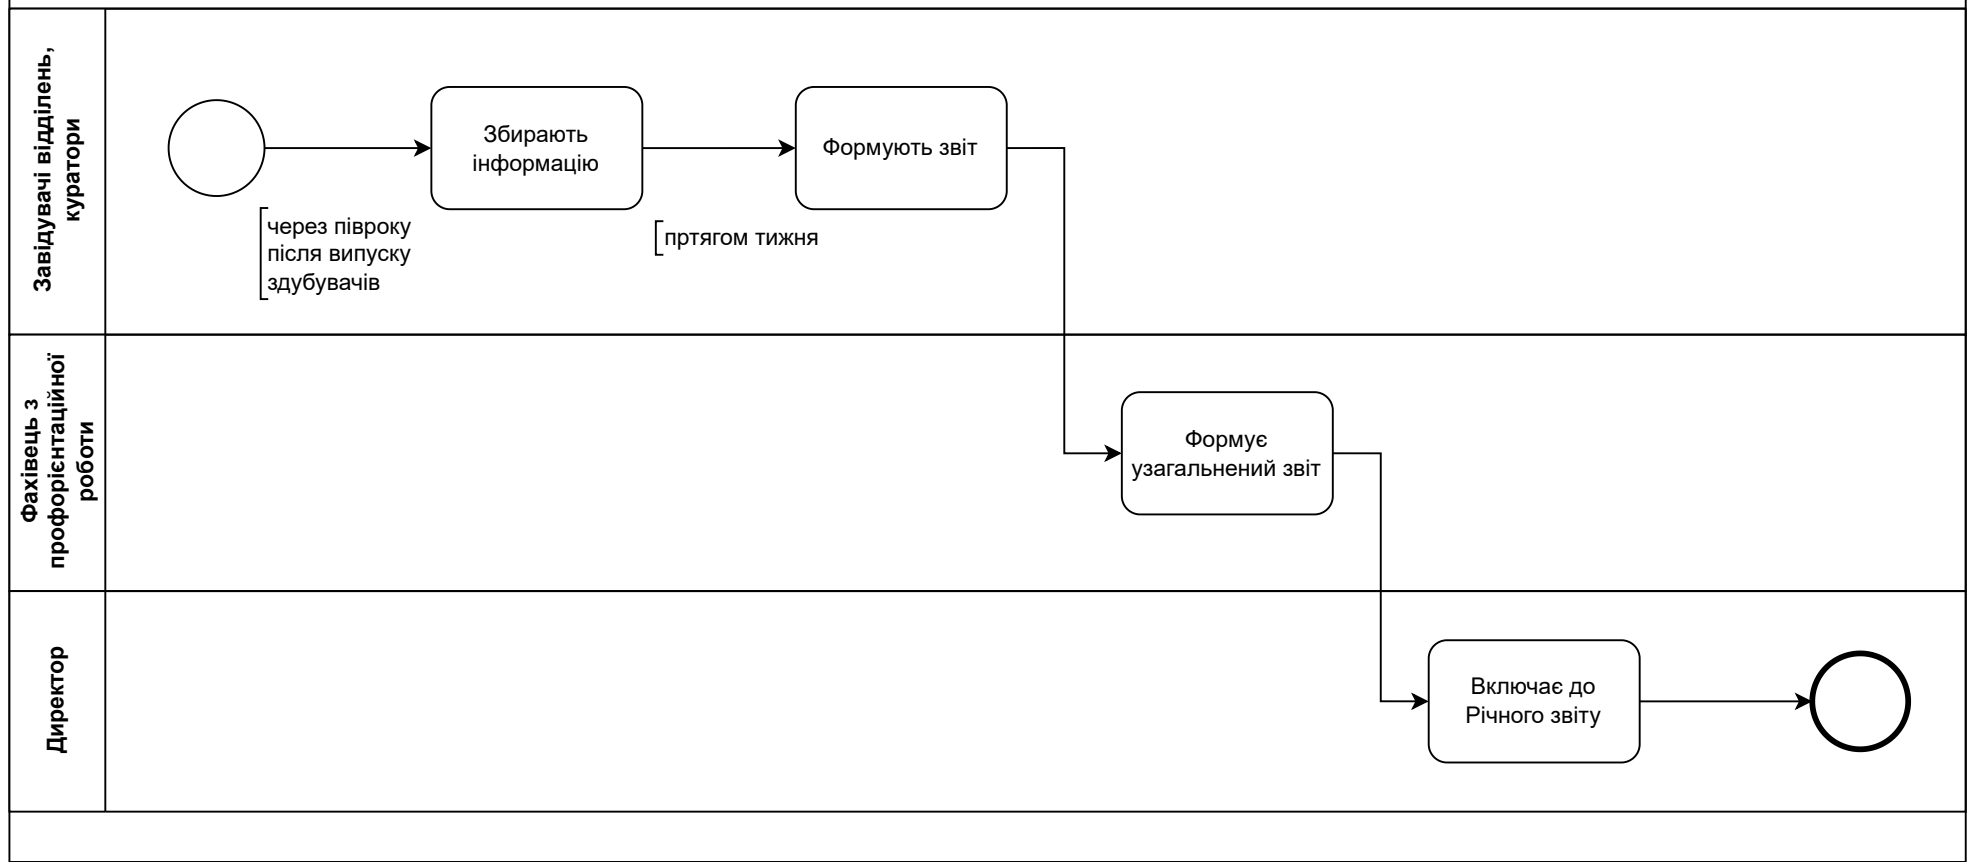 Завідувачі відділень,
куратори
Збирають
інформацію
Формують звіт
через півроку
після випуску
здубувачів
пртягом тижня
Фахівець з
профорієнтаційної
роботи
Формує
узагальнений звіт
Директор
Включає до
Річного звіту